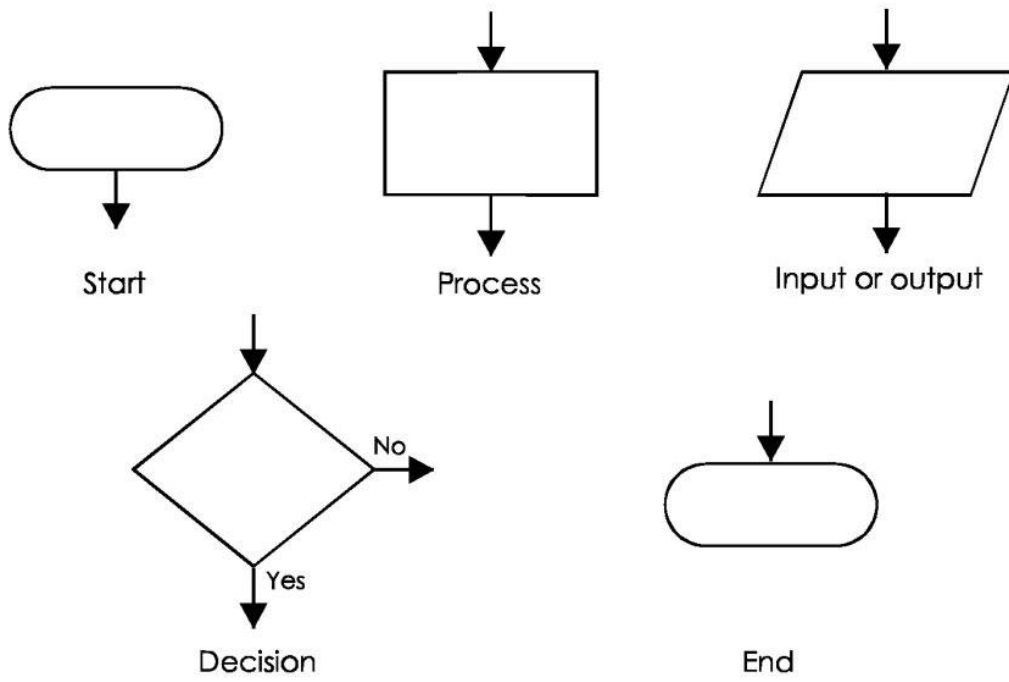 Start
Process
Input or output
No
Yes
Decision
End